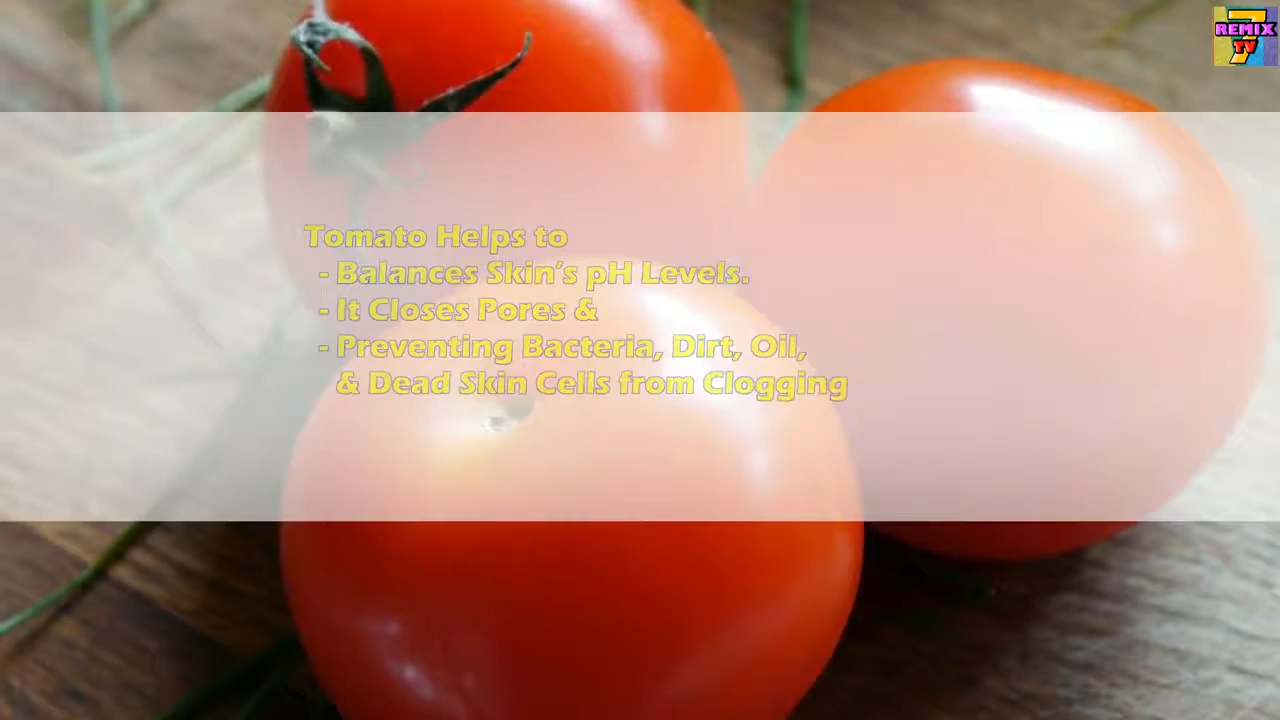 7
REMIX
TV
Tomato Helps to
- Balances Skin's pH Levels.
- It Closes Pores &
- Preventing Bacteria, Dirt, Oil,
& Dead Skin Cells from Clogging